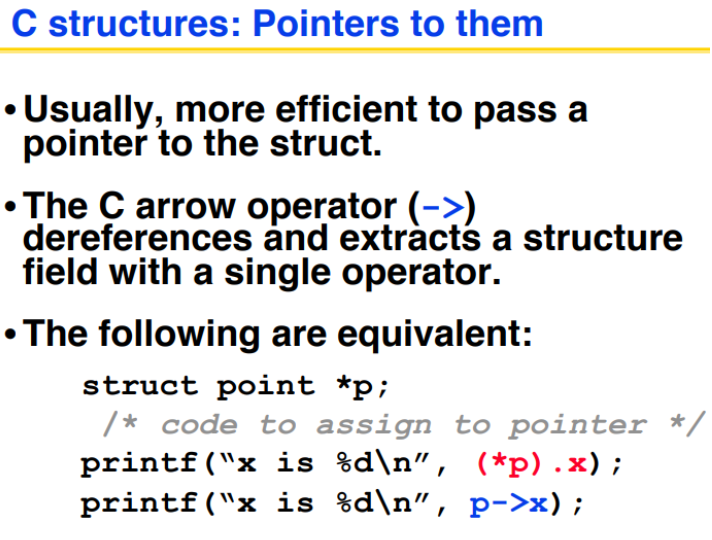 C structures: Pointers to them
• Usually, more efficient to pass a
pointer to the struct.
• The C arrow operator (->)
dereferences and extracts a structure
field with a single operator.
• The following are equivalent:
struct point *p;
/* code to assign to pointer */
printf(“x is %d\n”, (*p).x);
printf(“x is %d\n”, p->x);